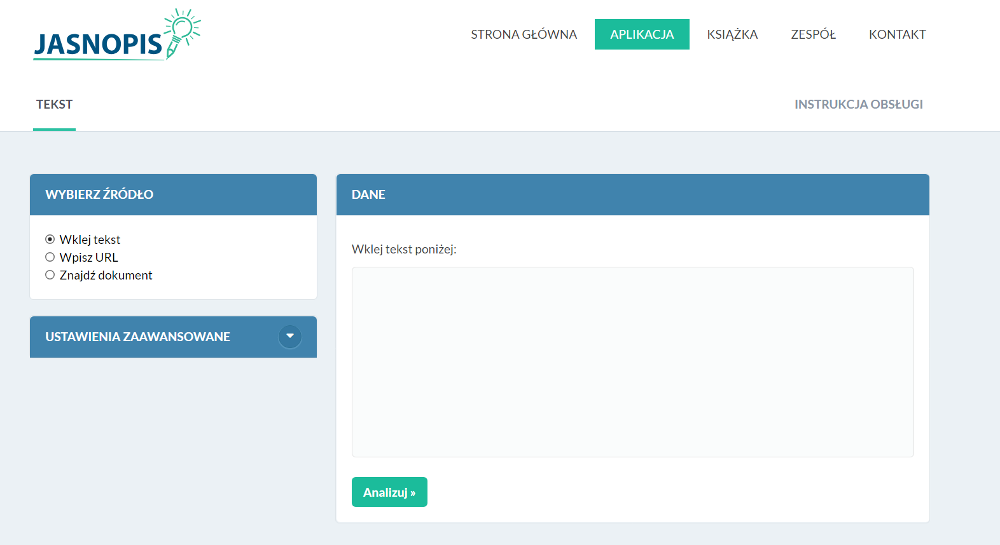 JASNOPIS
STRONA GŁÓWNA
APLIKACJA
KSIĄŻKA
ZESPÓŁ
KONTAKT
TEKST
INSTRUKCJA OBSŁUGI
WYBIERZ ŹRÓDŁO
Wklej tekst
Wpisz URL
Znajdź dokument
USTAWIENIA ZAAWANSOWANE
DANE
Wklej tekst poniżej:
Analizuj »